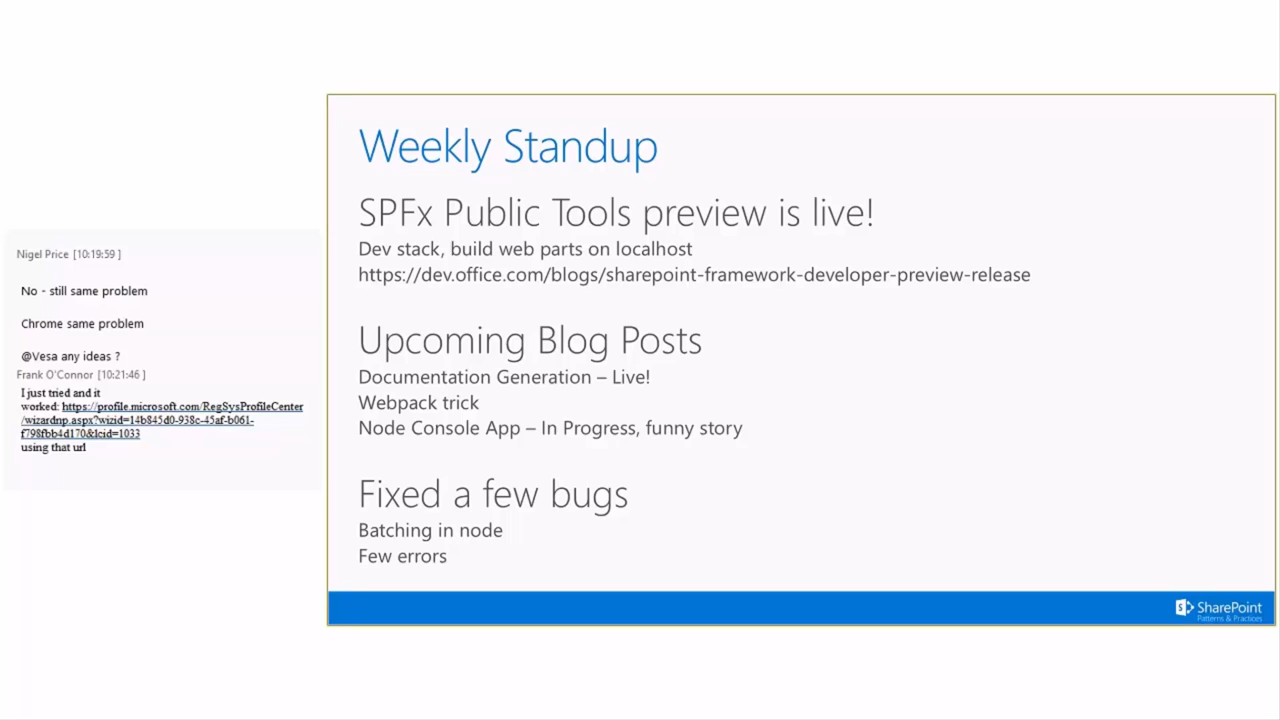 Nigel Price [10:19:59 ]
No - still same problem
Chrome same problem
@Vesa any ideas ?
Frank O'Connor [10:21:46 ]
I just tried and it
worked: https://profile.microsoft.com/RegSysProfileCenter
/wizardnp.aspx?wizid=14b845d0-938c-45af-b061-
f798fbb4d170&lcid=1033
using that url
Weekly Standup
SPFx Public Tools preview is live!
Dev stack, build web parts on localhost
https://dev.office.com/blogs/sharepoint-framework-developer-preview-release
Upcoming Blog Posts
Documentation Generation – Live!
Webpack trick
Node Console App – In Progress, funny story
Fixed a few bugs
Batching in node
Few errors
SharePoint
Patterns & Practices